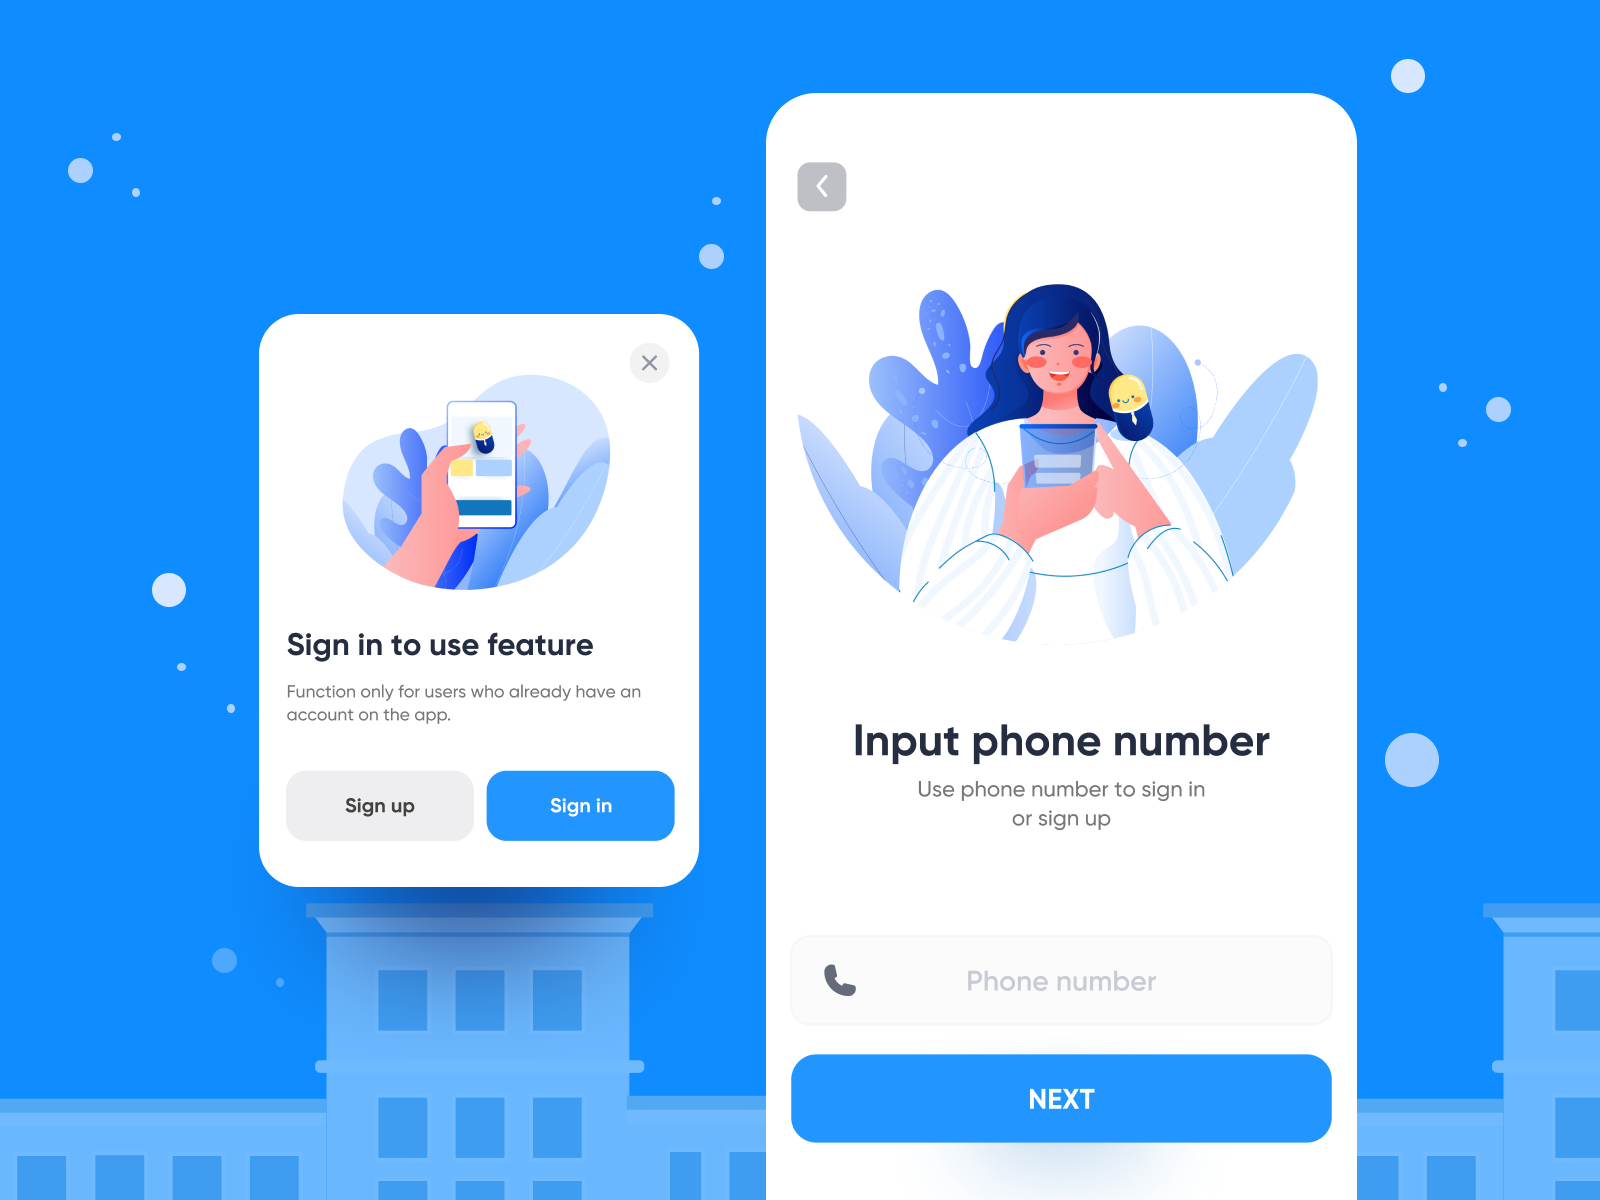 Sign in to use feature
Function only for users who already have an
account on the app.
Sign up
Sign in
Input phone number
Use phone number to sign in
or sign up
Phone number
NEXT